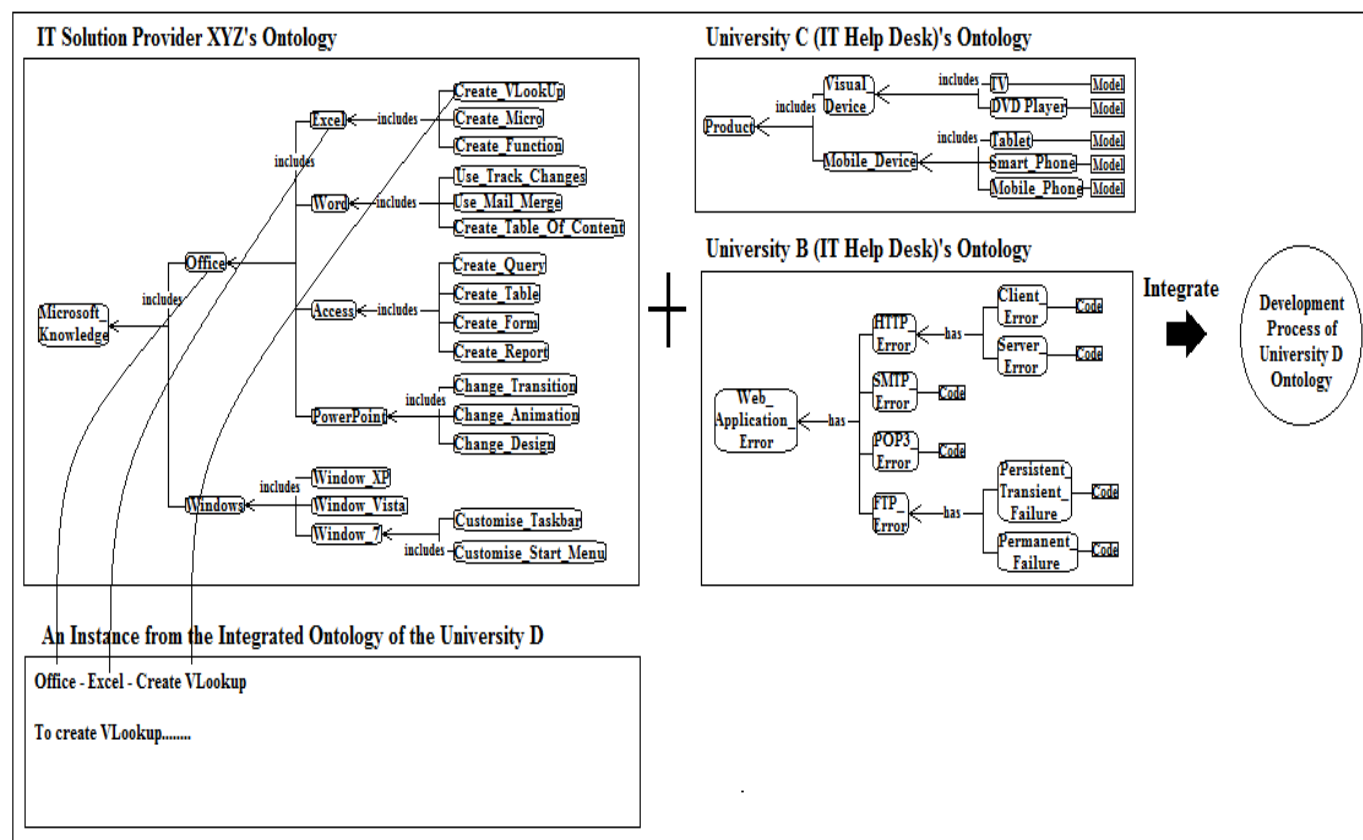 IT Solution Provider XYZ's Ontology
Microsoft_
Knowledge
includes
Office
includes
Excel
includes
Create_VLookUp
Create_Micro
Create_Function
Word
includes
Use_Track_Changes
Use_Mail_Merge
Create_Table_Of_Content
Access
includes
Create_Query
Create_Table
Create_Form
Create_Report
PowerPoint
includes
Change_Transition
Change_Animation
Change_Design
Windows
includes
Window_XP
Window_Vista
Window_7
includes
Customise_Taskbar
Customise_Start_Menu
University C (IT Help Desk)'s Ontology
Product
includes
Visual_
Device
includes
TV
Model
DVD Player
Model
Mobile_Device
includes
Tablet
Model
Smart_Phone
Model
Mobile_Phone
Model
University B (IT Help Desk)'s Ontology
Web_
Application_
Error
has
HTTP_
Error
has
Client_
Error
Code
Server_
Error
Code
SMTP_
Error
Code
POP3_
Error
Code
FTP_
Error
has
Persistent_
Transient_
Failure
Code
Permanent_
Failure
Code
Integrate
Development
Process of
University D
Ontology
An Instance from the Integrated Ontology of the University D
Office - Excel - Create VLookup
To create VLookup........